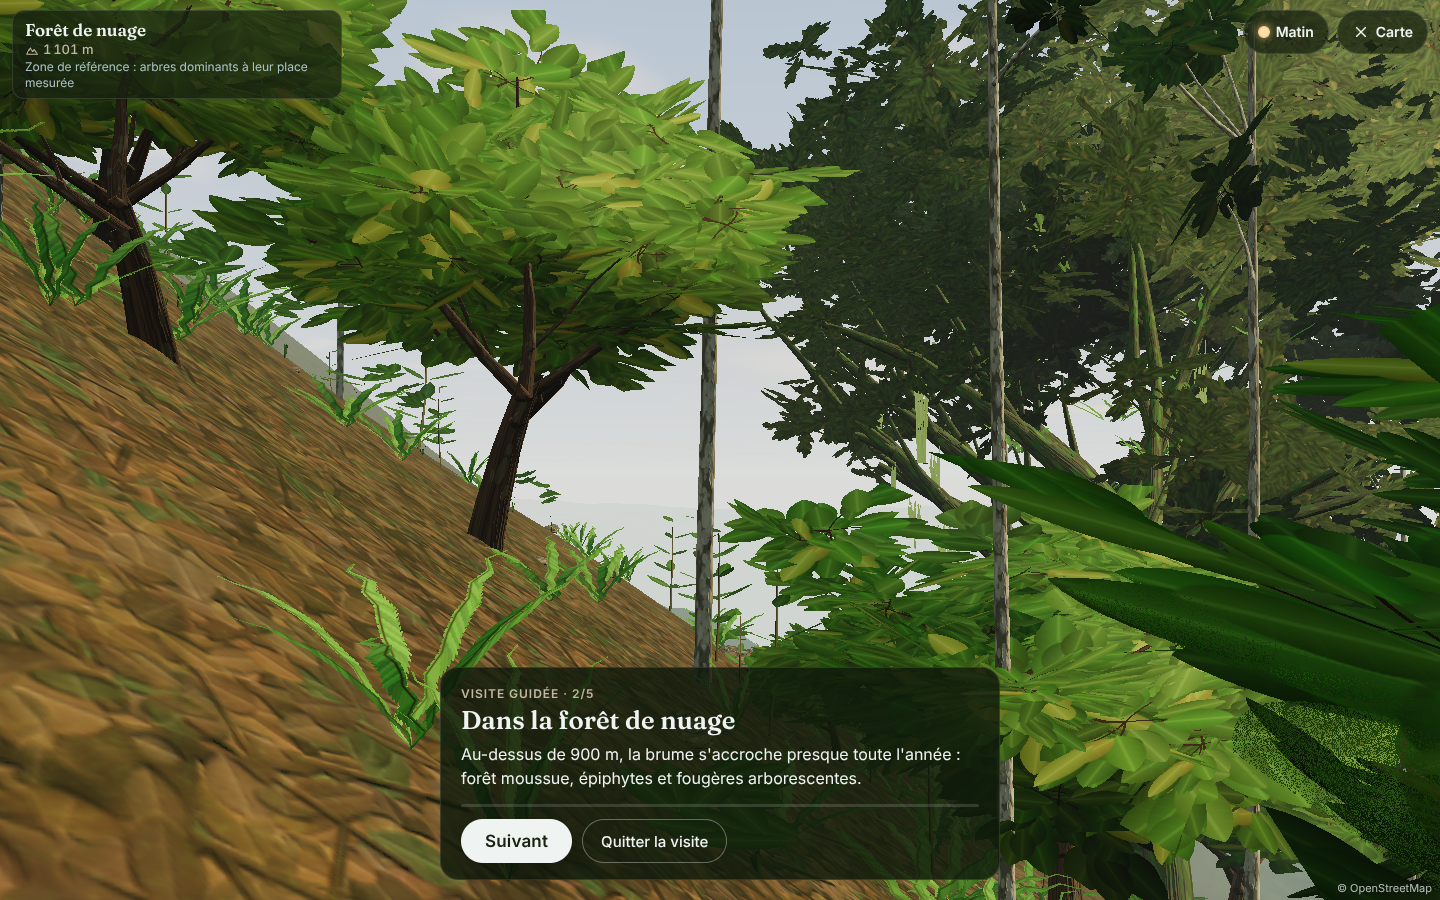 Forêt de nuage
1 101 m
Zone de référence : arbres dominants à leur place
mesurée
Matin
Carte
VISITE GUIDÉE · 2/5
Dans la forêt de nuage
Au-dessus de 900 m, la brume s'accroche presque toute l'année :
forêt moussue, épiphytes et fougères arborescentes.
Suivant
Quitter la visite
© OpenStreetMap